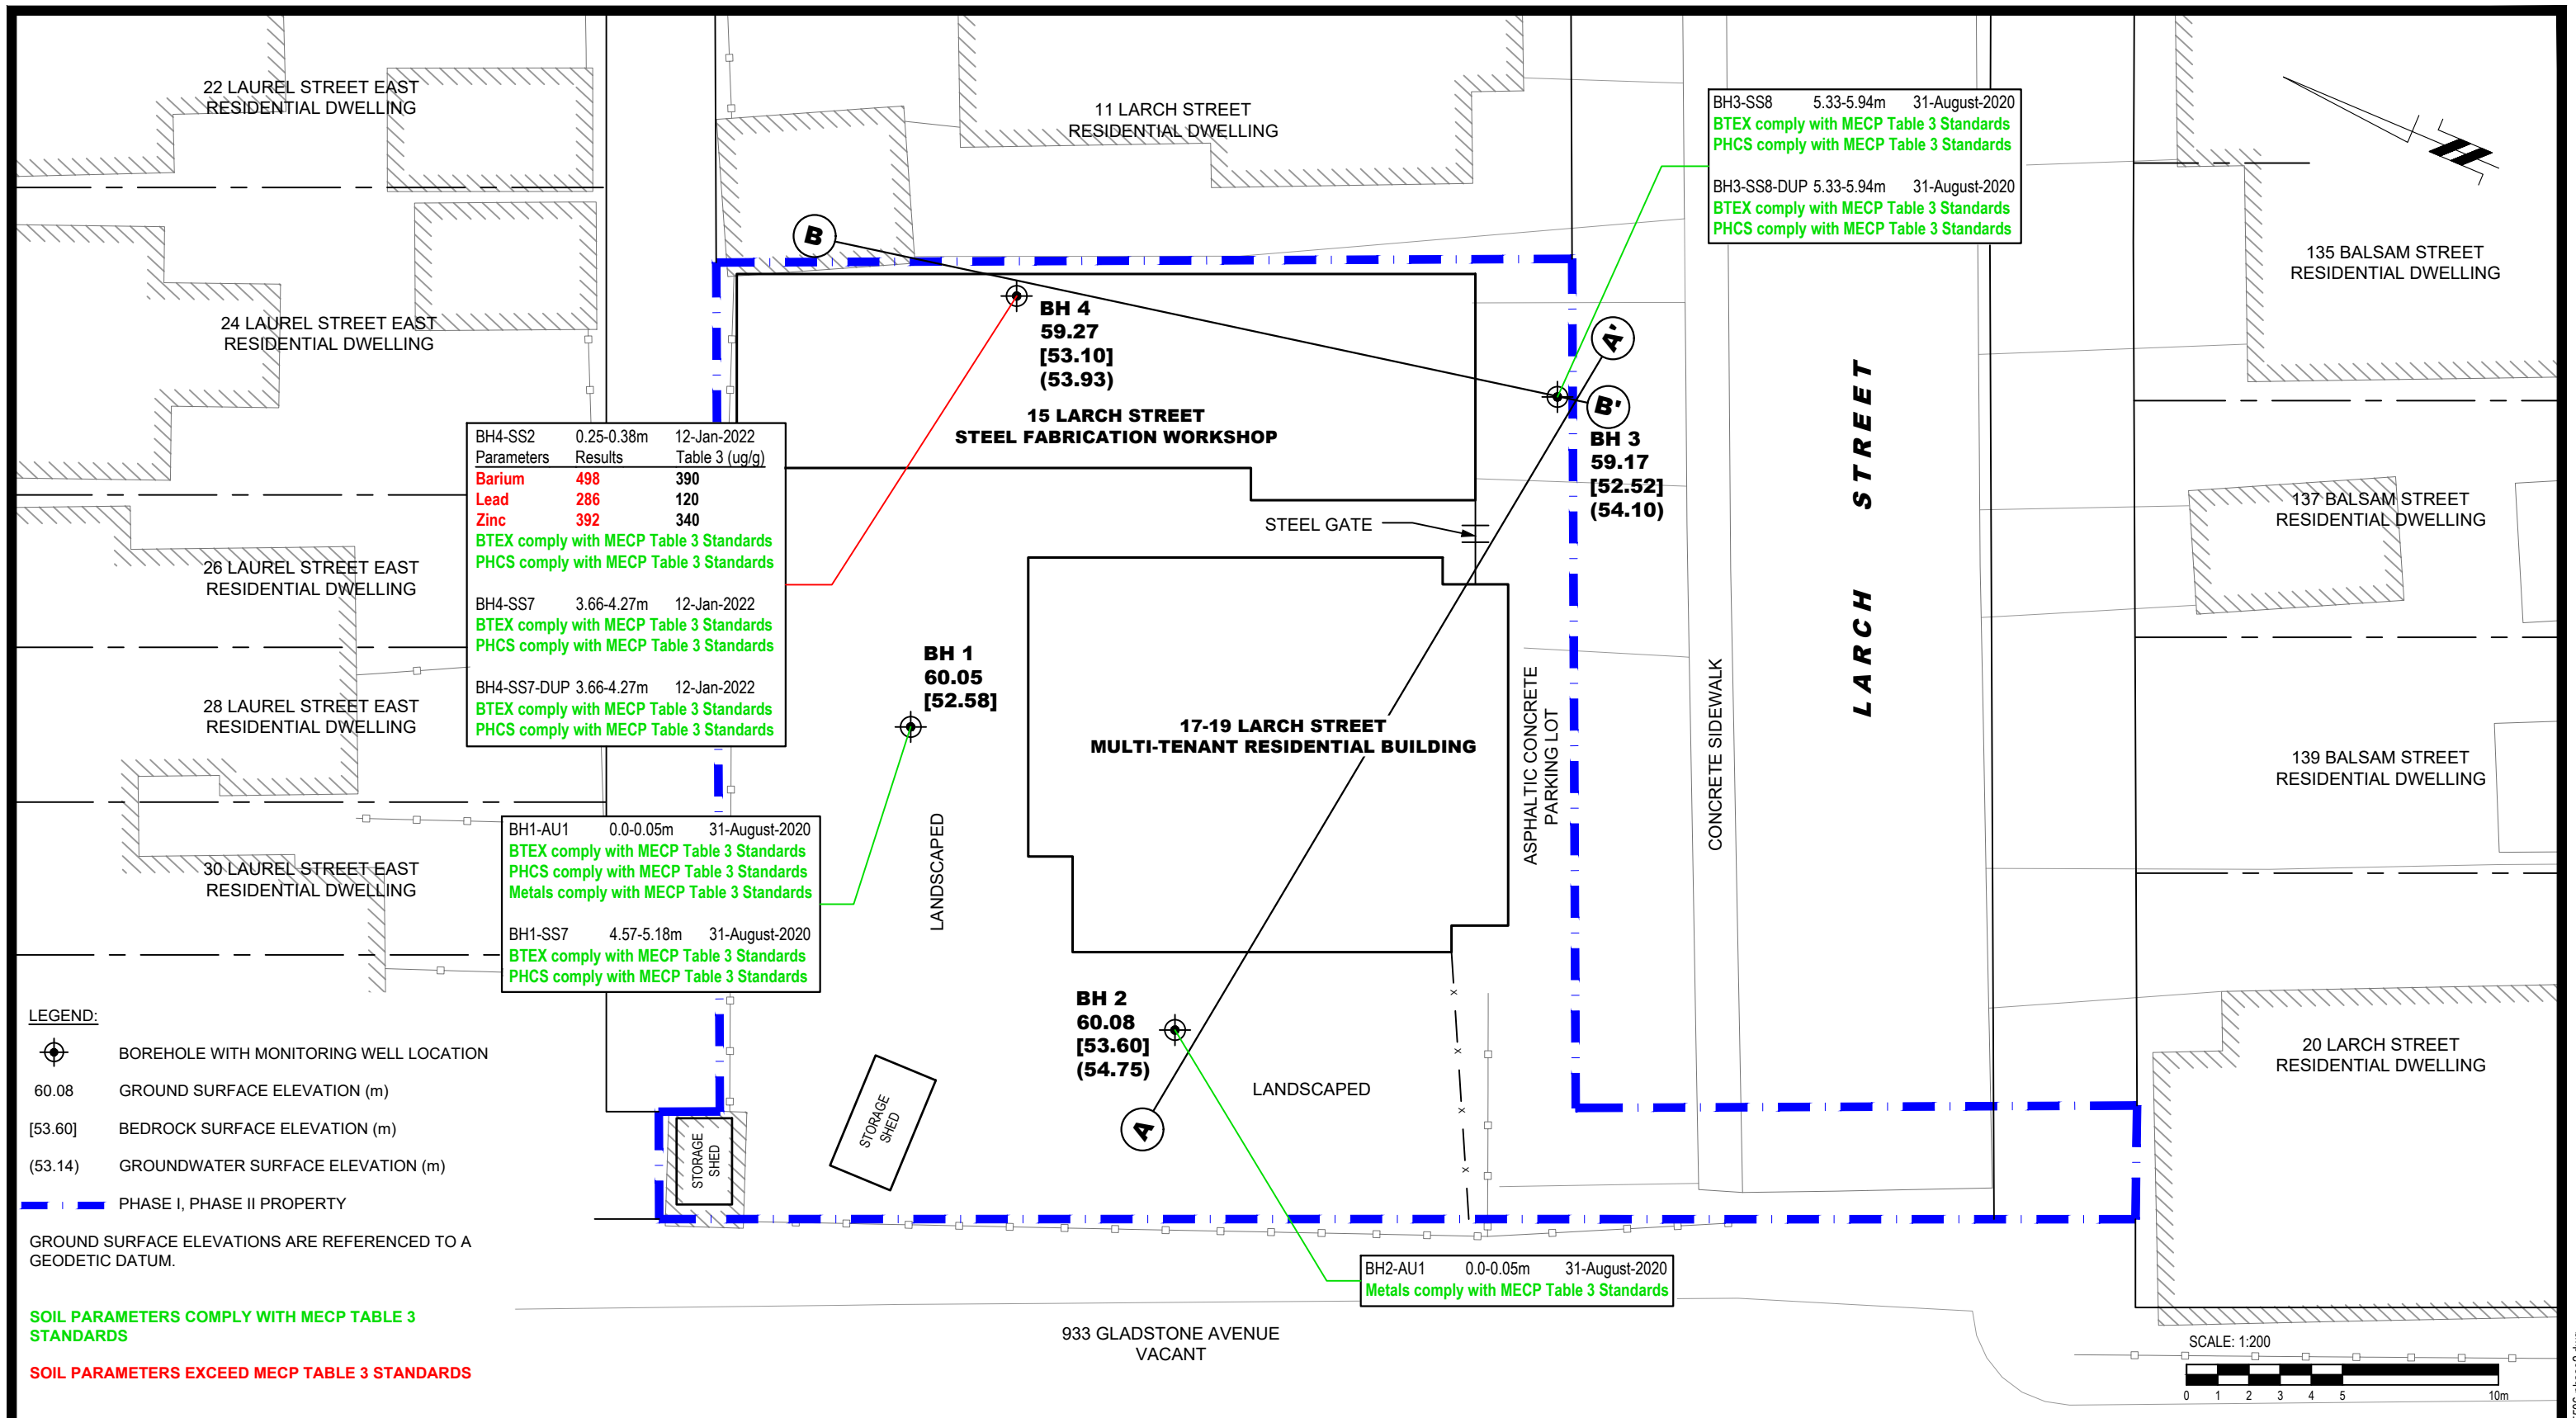 22 LAUREL STREET EAST
RESIDENTIAL DWELLING
24 LAUREL STREET EAST
RESIDENTIAL DWELLING
26 LAUREL STREET EAST
RESIDENTIAL DWELLING
28 LAUREL STREET EAST
RESIDENTIAL DWELLING
30 LAUREL STREET EAST
RESIDENTIAL DWELLING
11 LARCH STREET
RESIDENTIAL DWELLING
BH3-SS8 5.33-5.94m 31-August-2020
BTEX comply with MECP Table 3 Standards
PHCS comply with MECP Table 3 Standards
BH3-SS8-DUP 5.33-5.94m 31-August-2020
BTEX comply with MECP Table 3 Standards
PHCS comply with MECP Table 3 Standards
135 BALSAM STREET
RESIDENTIAL DWELLING
137 BALSAM STREET
RESIDENTIAL DWELLING
139 BALSAM STREET
RESIDENTIAL DWELLING
20 LARCH STREET
RESIDENTIAL DWELLING
B
BH 4
59.27
[53.10]
(53.93)
15 LARCH STREET
STEEL FABRICATION WORKSHOP
A'
B'
BH 3
59.17
[52.52]
(54.10)
STEEL GATE
LARCH STREET
BH4-SS2 0.25-0.38m 12-Jan-2022
Parameters Results Table 3 (ug/g)
Barium 498 390
Lead 286 120
Zinc 392 340
BTEX comply with MECP Table 3 Standards
PHCS comply with MECP Table 3 Standards
BH4-SS7 3.66-4.27m 12-Jan-2022
BTEX comply with MECP Table 3 Standards
PHCS comply with MECP Table 3 Standards
BH4-SS7-DUP 3.66-4.27m 12-Jan-2022
BTEX comply with MECP Table 3 Standards
PHCS comply with MECP Table 3 Standards
BH 1
60.05
[52.58]
17-19 LARCH STREET
MULTI-TENANT RESIDENTIAL BUILDING
ASPHALTIC CONCRETE
PARKING LOT
CONCRETE SIDEWALK
LANDSCAPED
BH1-AU1 0.0-0.05m 31-August-2020
BTEX comply with MECP Table 3 Standards
PHCS comply with MECP Table 3 Standards
Metals comply with MECP Table 3 Standards
BH1-SS7 4.57-5.18m 31-August-2020
BTEX comply with MECP Table 3 Standards
PHCS comply with MECP Table 3 Standards
BH 2
60.08
[53.60]
(54.75)
A
LANDSCAPED
STORAGE
SHED
STORAGE
SHED
x
x
x
x
BH2-AU1 0.0-0.05m 31-August-2020
Metals comply with MECP Table 3 Standards
933 GLADSTONE AVENUE
VACANT
LEGEND:
BOREHOLE WITH MONITORING WELL LOCATION
60.08 GROUND SURFACE ELEVATION (m)
[53.60] BEDROCK SURFACE ELEVATION (m)
(53.14) GROUNDWATER SURFACE ELEVATION (m)
PHASE I, PHASE II PROPERTY
GROUND SURFACE ELEVATIONS ARE REFERENCED TO A
GEODETIC DATUM.
SOIL PARAMETERS COMPLY WITH MECP TABLE 3
STANDARDS
SOIL PARAMETERS EXCEED MECP TABLE 3 STANDARDS
SCALE: 1:200
0 1 2 3 4 5 10m